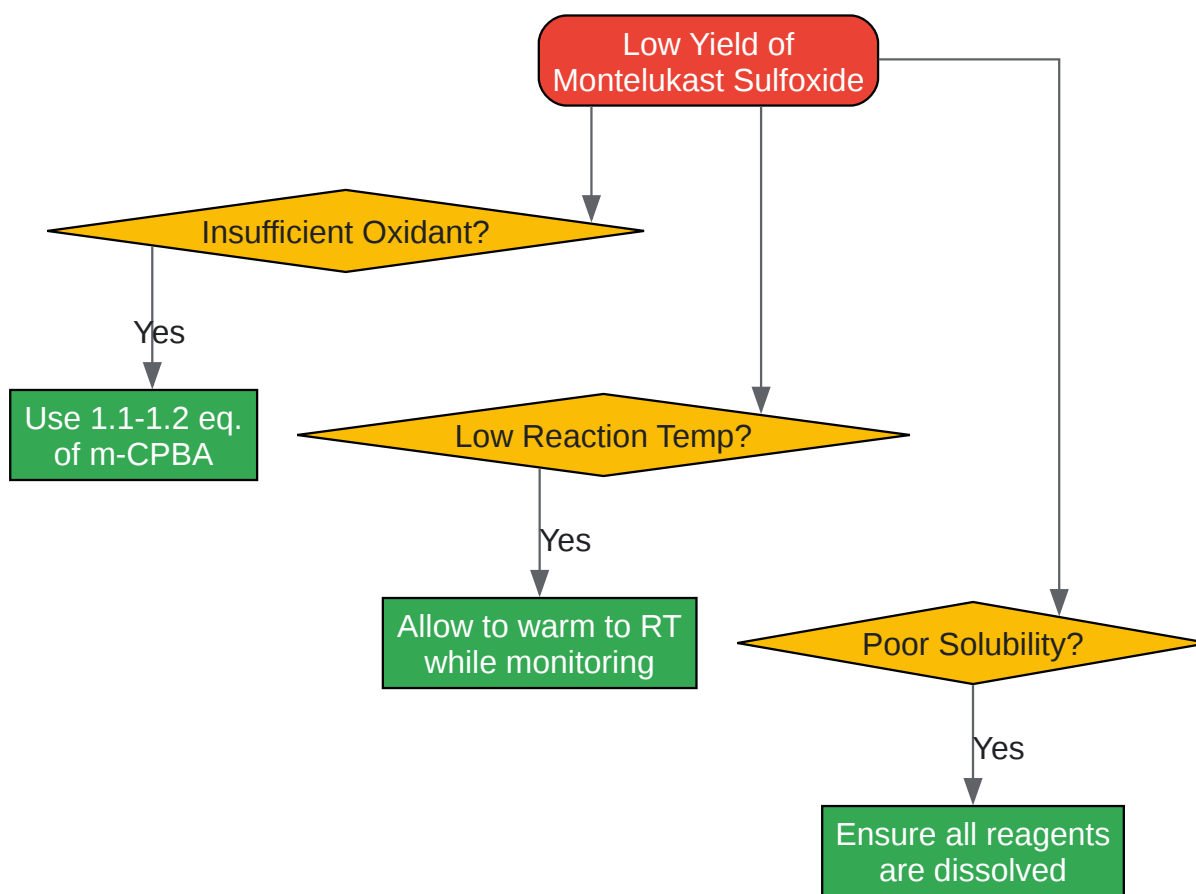 Low Yield of
Montelukast Sulfoxide
Insufficient Oxidant?
Yes
Use 1.1-1.2 eq.
of m-CPBA
Low Reaction Temp?
Yes
Allow to warm to RT
while monitoring
Poor Solubility?
Yes
Ensure all reagents
are dissolved